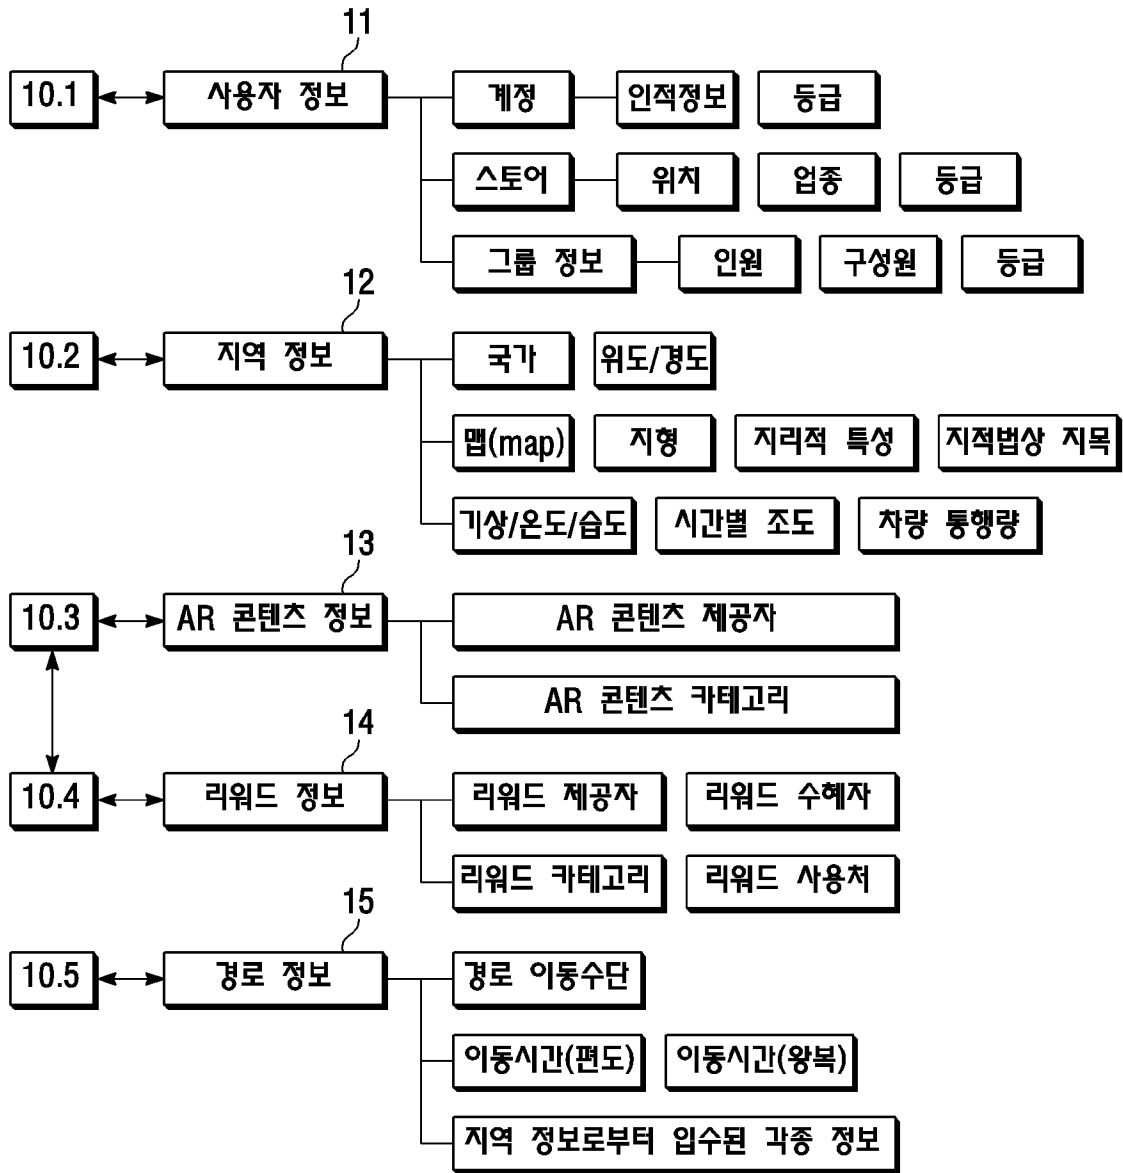 11
10.1 사용자 정보 계정 인적정보 등급
스토어 위치 업종 등급
그룹 정보 인원 구성원 등급
12
10.2 지역 정보 국가 위도/경도
맵(map) 지형 지리적 특성 지적법상 지목
기상/온도/습도 시간별 조도 차량 통행량
13
10.3 AR 콘텐츠 정보 AR 콘텐츠 제공자
AR 콘텐츠 카테고리
14
10.4 리워드 정보 리워드 제공자 리워드 수혜자
리워드 카테고리 리워드 사용처
15
10.5 경로 정보 경로 이동수단
이동시간(편도) 이동시간(왕복)
지역 정보로부터 입수된 각종 정보